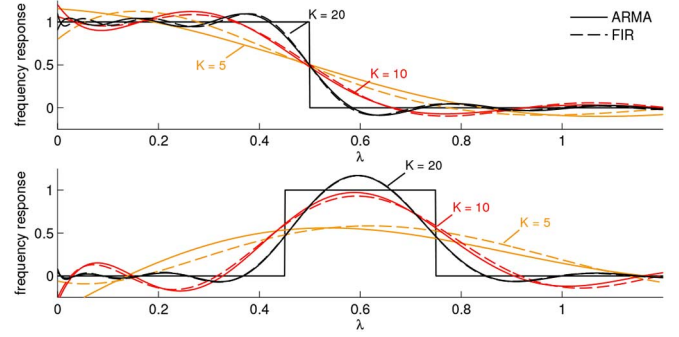 frequency response
1
0.5
0
K = 20
K = 5
K = 10
ARMA
FIR
0
0.2
0.4
0.6
0.8
1
λ
frequency response
1
0.5
0
K = 20
K = 10
K = 5
0
0.2
0.4
0.6
0.8
1
λ